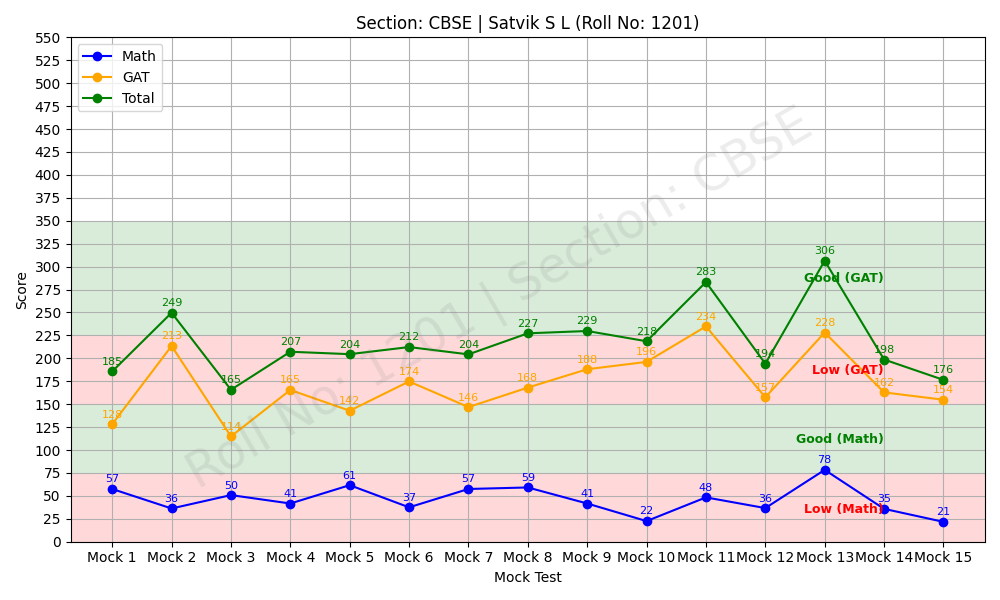 Section: CBSE | Satvik S L (Roll No: 1201)
Math
GAT
Total
Score
550
525
500
475
450
425
400
375
350
325
300
275
250
225
200
175
150
125
100
75
50
25
0
185 249 165 207 204 212 204 227 229 218 283 194 306 198 176
128 213 114 165 142 174 146 168 188 196 234 157 228 162 154
57 36 50 41 61 37 57 59 41 22 48 36 78 35 21
Good (GAT)
Low (GAT)
Good (Math)
Low (Math)
Roll No: 1201 | Section: CBSE
Mock 1 Mock 2 Mock 3 Mock 4 Mock 5 Mock 6 Mock 7 Mock 8 Mock 9 Mock 10 Mock 11 Mock 12 Mock 13 Mock 14 Mock 15
Mock Test